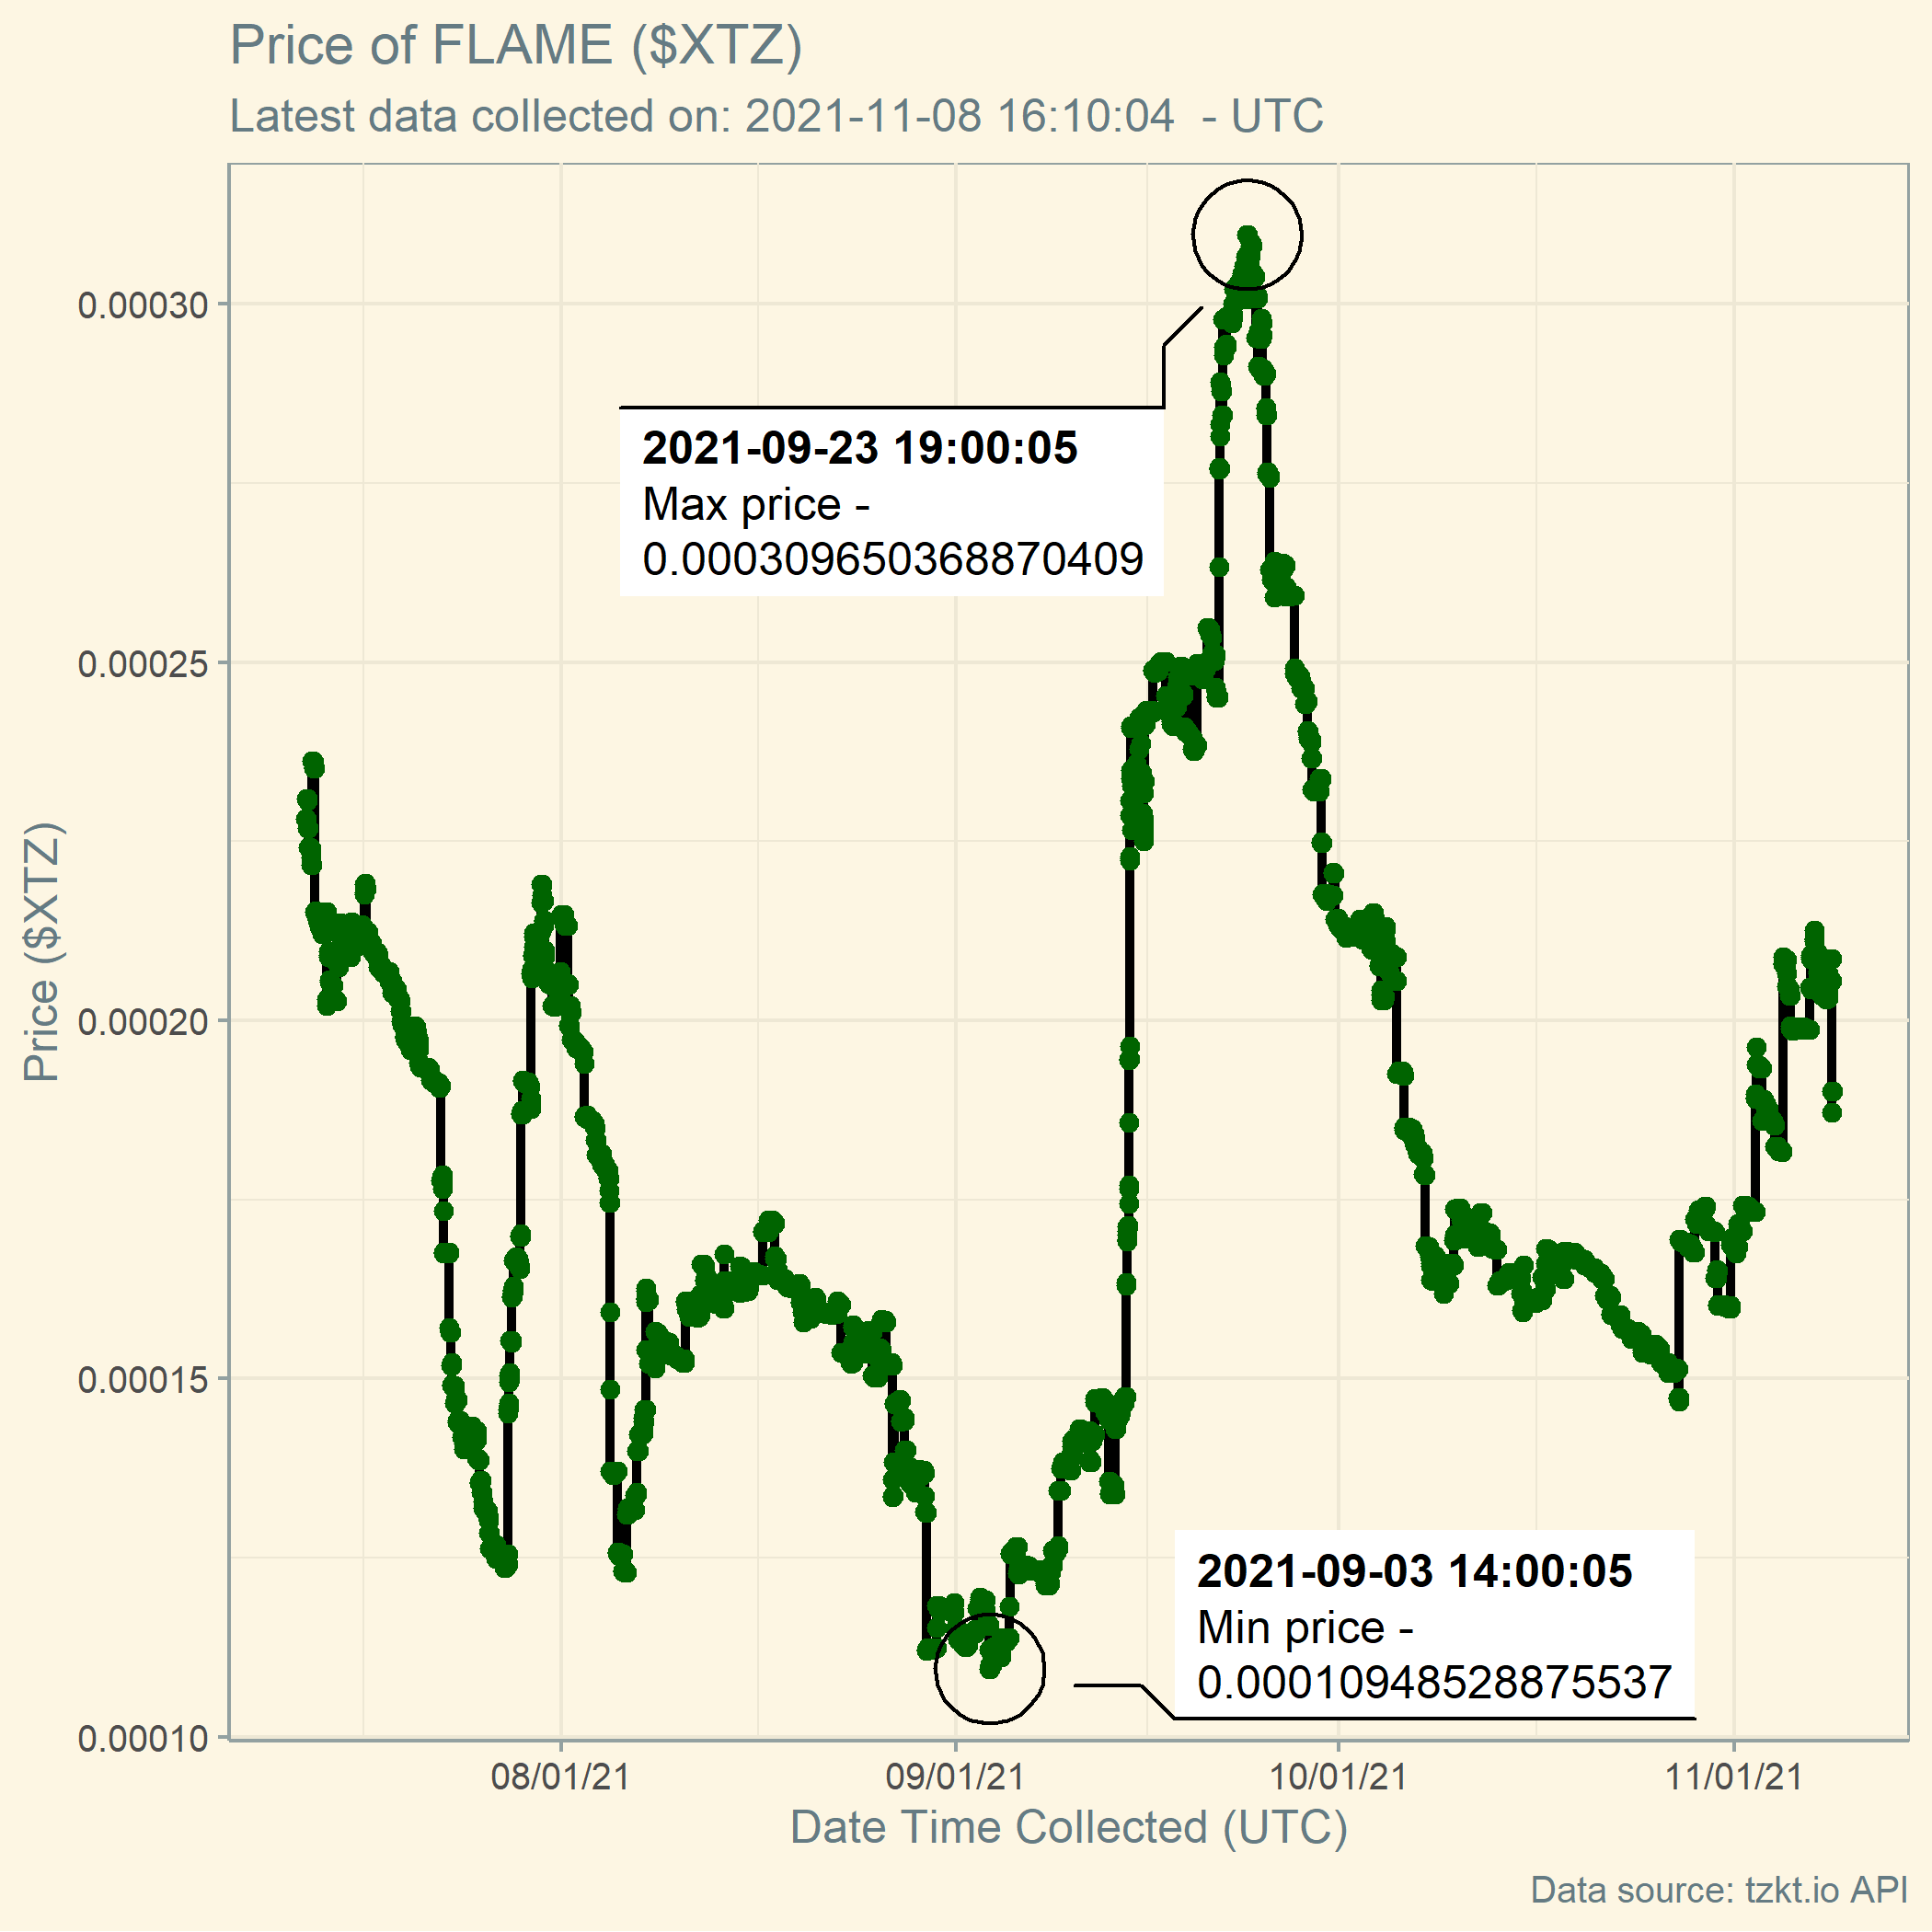 Price of FLAME ($XTZ)
Latest data collected on: 2021-11-08 16:10:04  - UTC
0.00030
0.00025
0.00020
0.00015
0.00010
Price ($XTZ)
2021-09-23 19:00:05
Max price -
0.000309650368870409
2021-09-03 14:00:05
Min price -
0.00010948528875537
08/01/21
09/01/21
10/01/21
11/01/21
Date Time Collected (UTC)
Data source: tzkt.io API